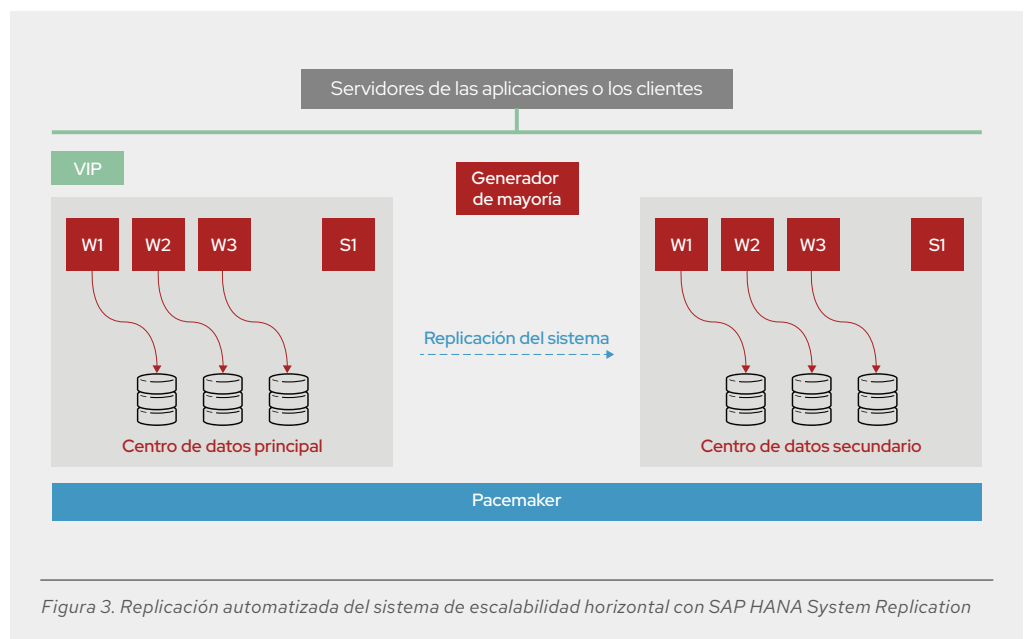 Servidores de las aplicaciones o los clientes
VIP
Generador
de mayoría
W1
W2
W3
S1
W1
W2
W3
S1
Replicación del sistema
Centro de datos principal
Centro de datos secundario
Pacemaker
Figura 3. Replicación automatizada del sistema de escalabilidad horizontal con SAP HANA System Replication